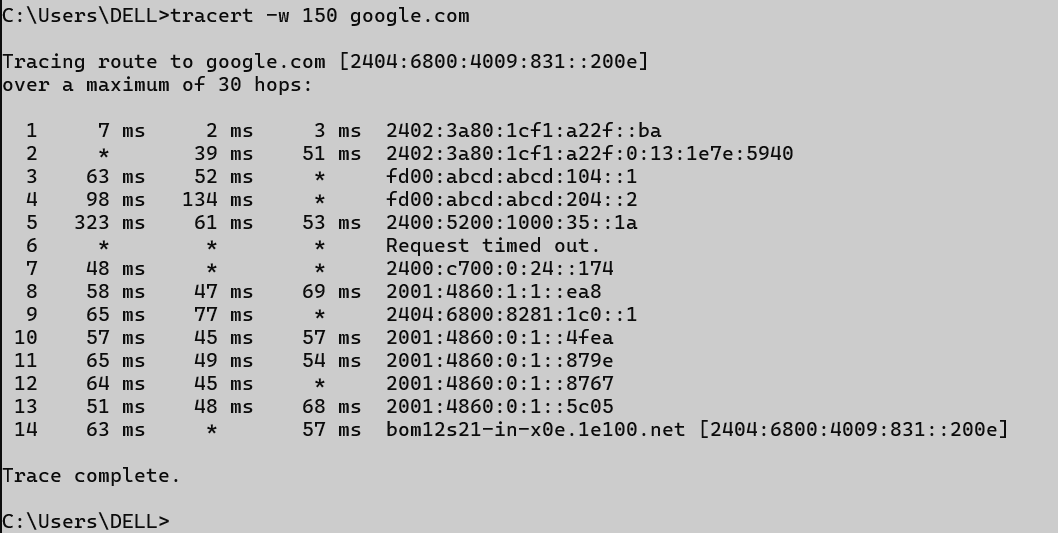 C:\Users\DELL>tracert -w 150 google.com
Tracing route to google.com [2404:6800:4009:831::200e]
over a maximum of 30 hops:
1 7 ms 2 ms 3 ms 2402:3a80:1cf1:a22f::ba
2 * 39 ms 51 ms 2402:3a80:1cf1:a22f:0:13:1e7e:5940
3 63 ms 52 ms * fd00:abcd:abcd:104::1
4 98 ms 134 ms * fd00:abcd:abcd:204::2
5 323 ms 61 ms 53 ms 2400:5200:1000:35::1a
6 * * * Request timed out.
7 48 ms * * 2400:c700:0:24::174
8 58 ms 47 ms 69 ms 2001:4860:1:1::ea8
9 65 ms 77 ms * 2404:6800:8281:1c0::1
10 57 ms 45 ms 57 ms 2001:4860:0:1::4fea
11 65 ms 49 ms 54 ms 2001:4860:0:1::879e
12 64 ms 45 ms * 2001:4860:0:1::8767
13 51 ms 48 ms 68 ms 2001:4860:0:1::5c05
14 63 ms * 57 ms bom12s21-in-x0e.1e100.net [2404:6800:4009:831::200e]
Trace complete.
C:\Users\DELL>